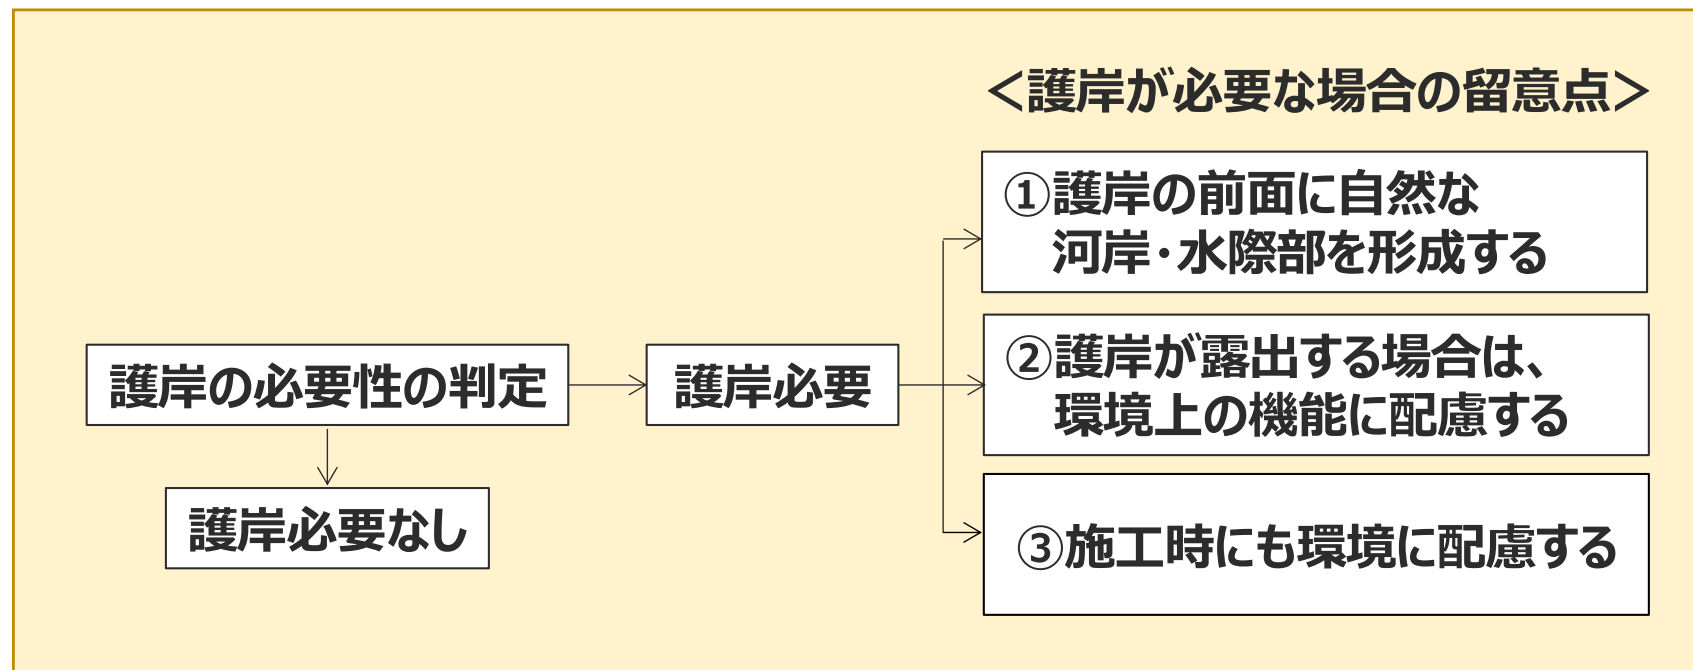 ＜護岸が必要な場合の留意点＞
①護岸の前面に自然な
河岸・水際部を形成する
②護岸が露出する場合は、
環境上の機能に配慮する
護岸の必要性の判定
護岸必要
護岸必要なし
③施工時にも環境に配慮する